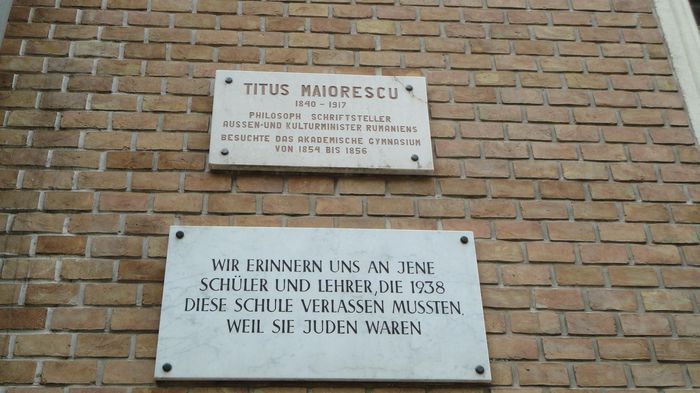 TITUS MAIORESCU
1840 - 1917
PHILOSOPH SCHRIFTSTELLER
AUSSEN-UND KULTURMINISTER RUMANIENS
BESUCHTE DAS AKADEMISCHE GYMNASIUM
VON 1854 BIS 1856
WIR ERINNERN UNS AN JENE
SCHÜLER UND LEHRER, DIE 1938
DIESE SCHULE VERLASSEN MUSSTEN.
WEIL SIE JUDEN WAREN